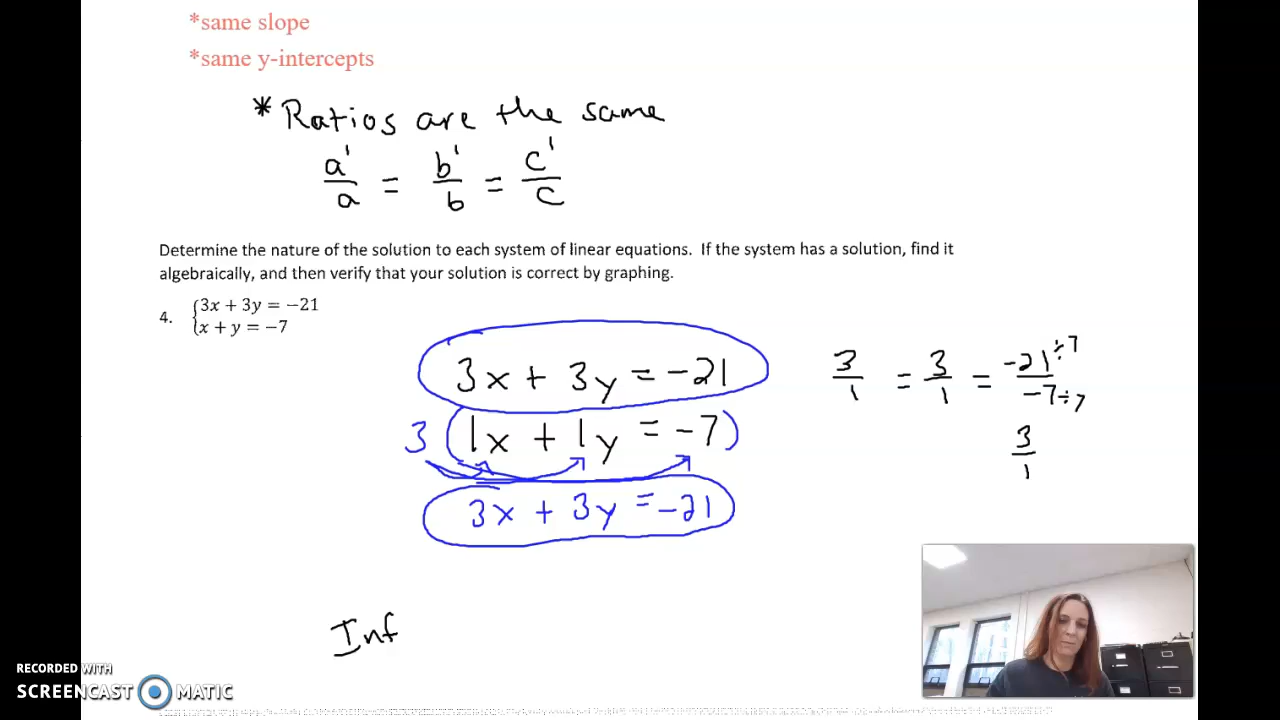 *same slope
*same y-intercepts
* Ratios are the same
a'/a = b'/b = c'/c
Determine the nature of the solution to each system of linear equations. If the system has a solution, find it
algebraically, and then verify that your solution is correct by graphing.
4. {3x + 3y = −21
x + y = −7
3x + 3y = -21
3 (1x + 1y = -7)
3x + 3y = -21
3/1 = 3/1 = -21÷7/-7÷7
3/1
Inf
RECORDED WITH
SCREENCAST MATIC